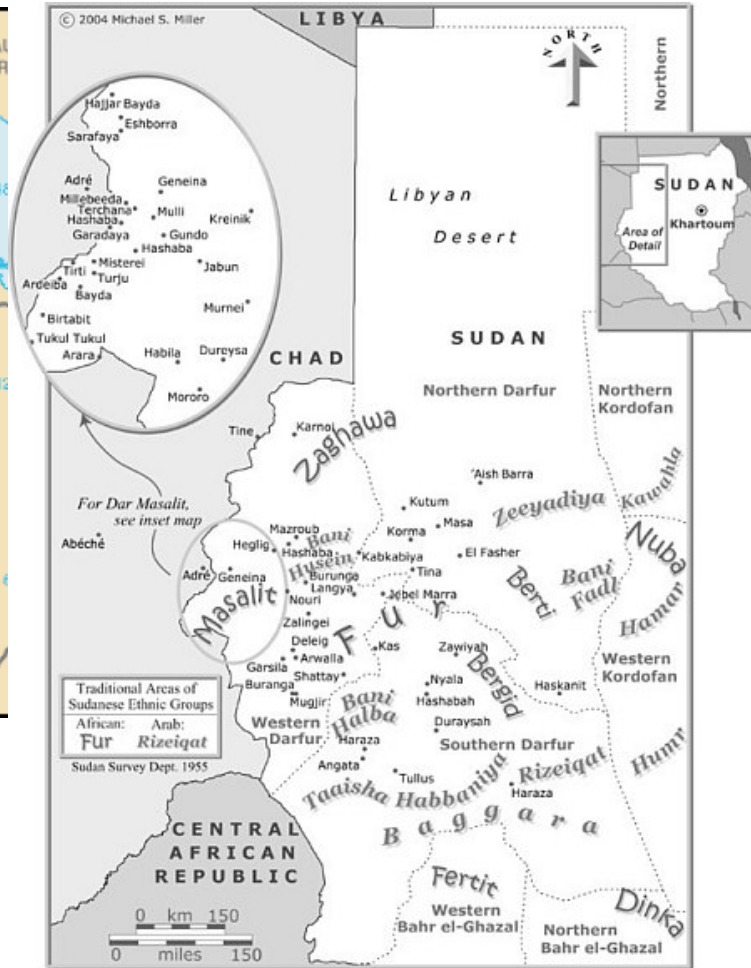 © 2004 Michael S. Miller
LIBYA
NORTH
Northern
Hajjar Bayda
Eshborra
Sarafaya
Adré
Geneina
Millebeeda
Terchana
Mulli
Hashaba
Kreinik
Garadaya
Gundo
Hashaba
Misterei
Jabun
Tirti
Turju
Ardeiba
Bayda
Murnei
Birtabit
Tukul Tukul
Arara
Habila
Dureysa
Mororo
Libyan
Desert
SUDAN
Khartoum
Area of
Detail
SUDAN
CHAD
Northern Darfur
Northern
Kordofan
Tine
Karnoi
Zaghawa
'Aish Barra
Kawahla
Zeeyadiya
For Dar Masalit,
see inset map
Kutum
Masa
Korma
Abéché
Mazroub
Bani
Husein
Heglig
Hashaba
Kabkabiya
El Fasher
Nuba
Adré
Geneina
Burunga
Langya
Tina
Berti
Bani
Fadl
Masalit
Nouri
Jebel Marra
Hamar
Zalingei
Fur
Deleig
Kas
Zawiyah
Western
Kordofan
Garsila
Arwalla
Shattay
Bergid
Buranga
Nyala
Haskanit
Mugjir
Hashabah
Bani
Halba
Western
Darfur
Duraysah
Haraza
Southern Darfur
Humr
Angata
Tullus
Rizeiqat
Taaisha
Habbaniya
Haraza
Baggara
Traditional Areas of
Sudanese Ethnic Groups
African: Arab:
Fur Rizeiqat
Sudan Survey Dept. 1955
CENTRAL
AFRICAN
REPUBLIC
Fertit
Western
Bahr el-Ghazal
Dinka
Northern
Bahr el-Ghazal
0 km 150
0 miles 150